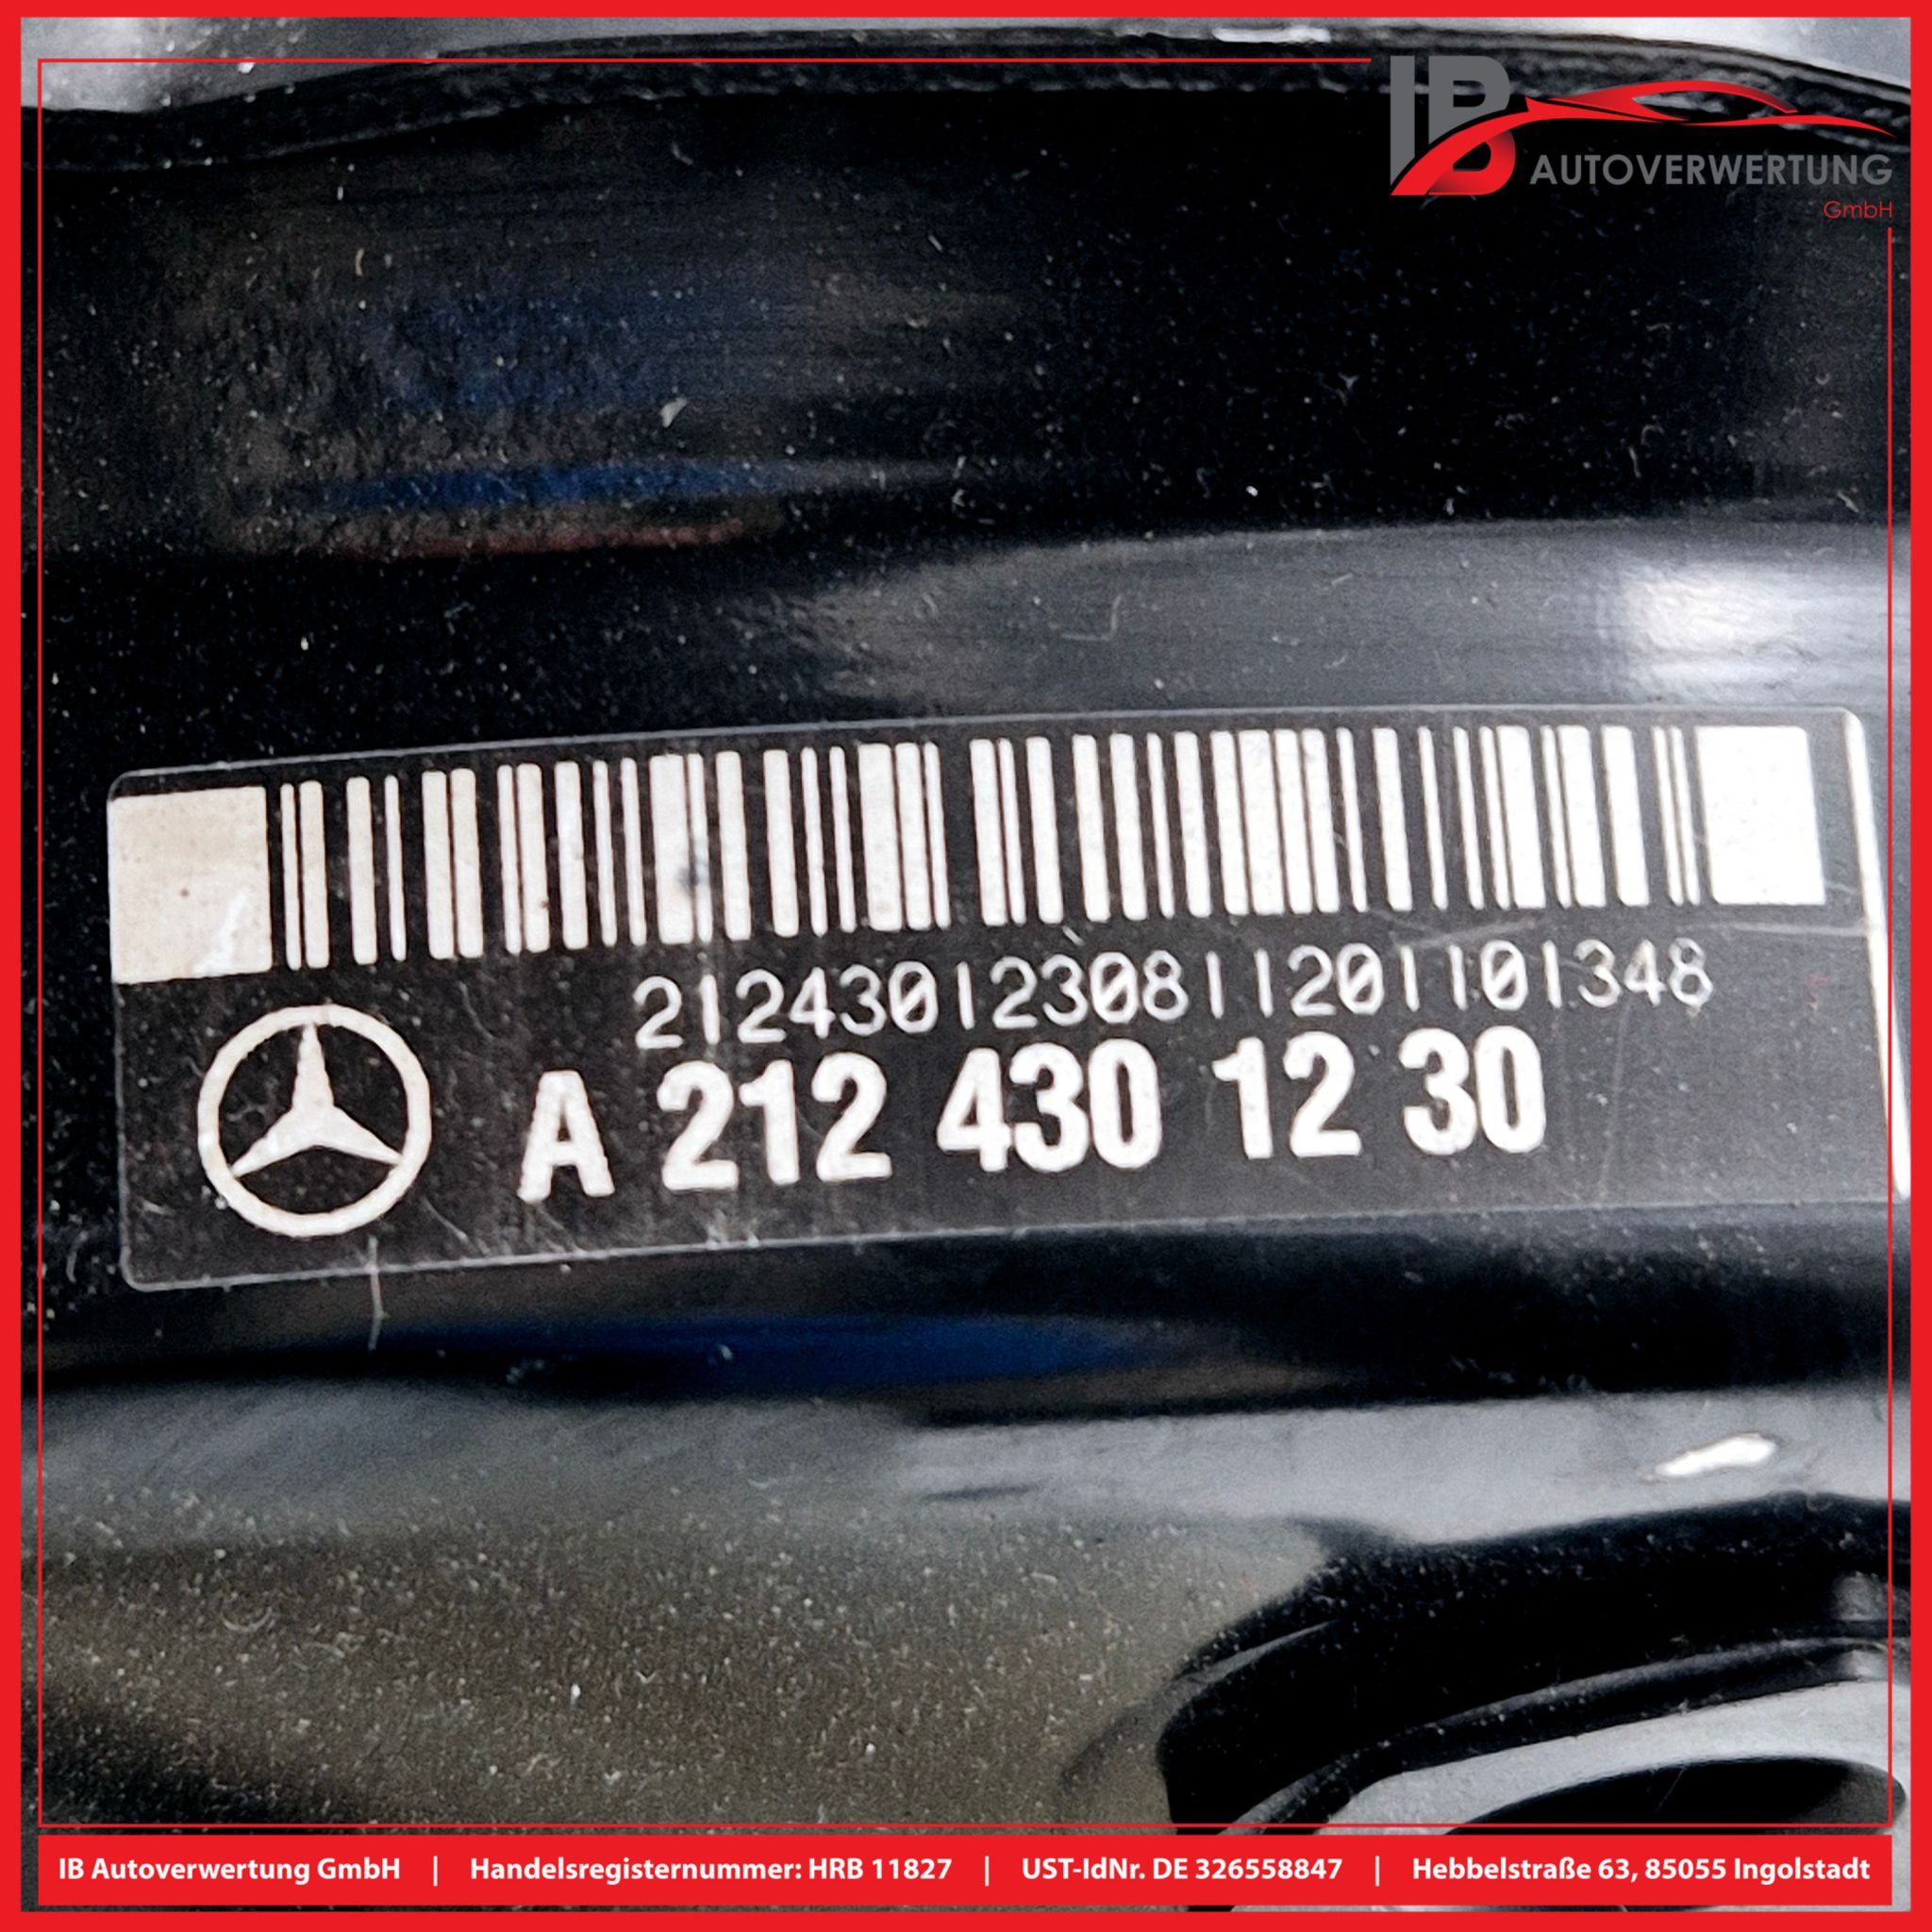 IB
AUTOVERWERTUNG
GmbH
2124301230811201101348
A 212 430 12 30
IB Autoverwertung GmbH | Handelsregisternummer: HRB 11827 | UST-IdNr. DE 326558847 | Hebbelstraße 63, 85055 Ingolstadt